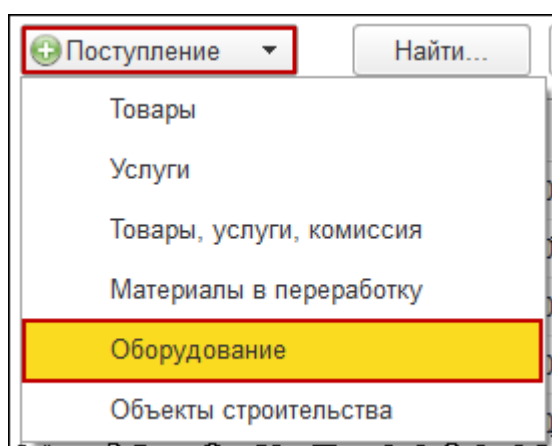 Поступление Найти...
Товары
Услуги
Товары, услуги, комиссия
Материалы в переработку
Оборудование
Объекты строительства